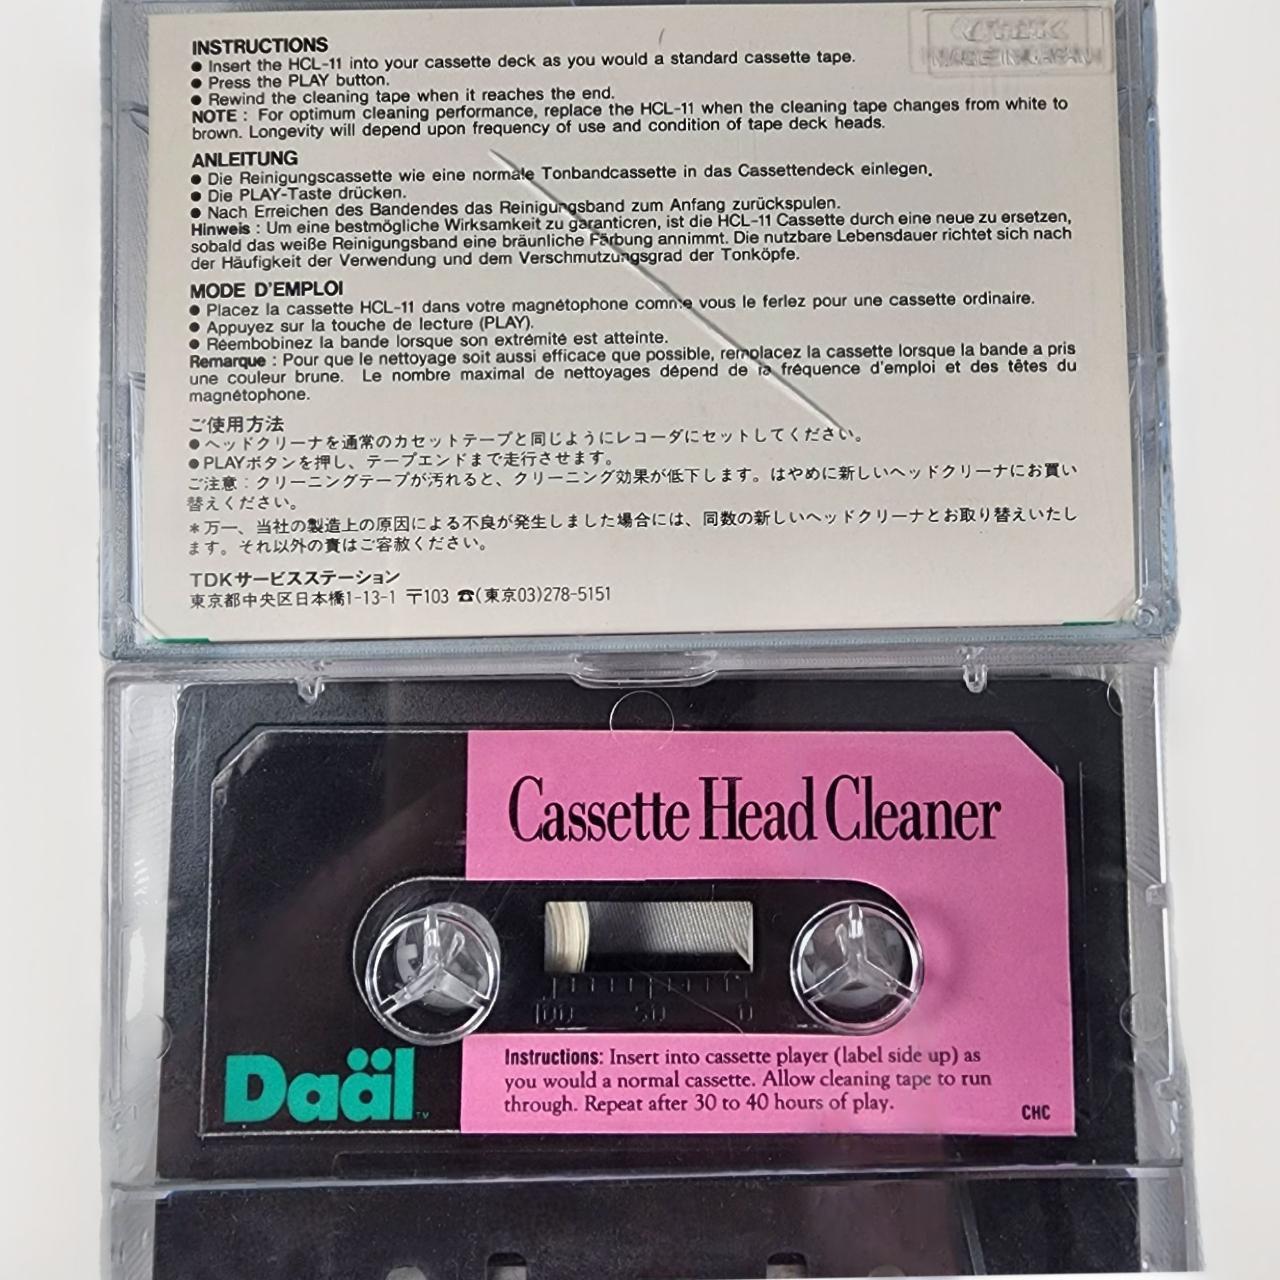 TDK
MADE IN JAPAN
INSTRUCTIONS
● Insert the HCL-11 into your cassette deck as you would a standard cassette tape.
● Press the PLAY button.
● Rewind the cleaning tape when it reaches the end.
NOTE : For optimum cleaning performance, replace the HCL-11 when the cleaning tape changes from white to
brown. Longevity will depend upon frequency of use and condition of tape deck heads.
ANLEITUNG
● Die Reinigungscassette wie eine normale Tonbandcassette in das Cassettendeck einlegen.
● Die PLAY-Taste drücken.
● Nach Erreichen des Bandendes das Reinigungsband zum Anfang zurückspulen.
Hinweis : Um eine bestmögliche Wirksamkeit zu garanticren, ist die HCL-11 Cassette durch eine neue zu ersetzen,
sobald das weiße Reinigungsband eine bräunliche Färbung annimmt. Die nutzbare Lebensdauer richtet sich nach
der Häufigkeit der Verwendung und dem Verschmutzungsgrad der Tonköpfe.
MODE D'EMPLOI
● Placez la cassette HCL-11 dans votre magnétophone comme vous le ferlez pour une cassette ordinaire.
● Appuyez sur la touche de lecture (PLAY).
● Réembobinez la bande lorsque son extrémité est atteinte.
Remarque : Pour que le nettoyage soit aussi efficace que possible, remplacez la cassette lorsque la bande a pris
une couleur brune. Le nombre maximal de nettoyages dépend de la fréquence d'emploi et des têtes du
magnétophone.
ご使用方法
●ヘッドクリーナを通常のカセットテープと同じようにレコーダにセットしてください。
●PLAYボタンを押し、テープエンドまで走行させます。
ご注意：クリーニングテープが汚れると、クリーニング効果が低下します。はやめに新しいヘッドクリーナにお買い
替えください。
＊万一、当社の製造上の原因による不良が発生しました場合には、同数の新しいヘッドクリーナとお取り替えいたし
ます。それ以外の責はご容赦ください。
TDKサービスステーション
東京都中央区日本橋1-13-1 〒103 ☎(東京03)278-5151
Cassette Head Cleaner
100 50 0
Daäl TM
Instructions: Insert into cassette player (label side up) as
you would a normal cassette. Allow cleaning tape to run
through. Repeat after 30 to 40 hours of play.
CHC